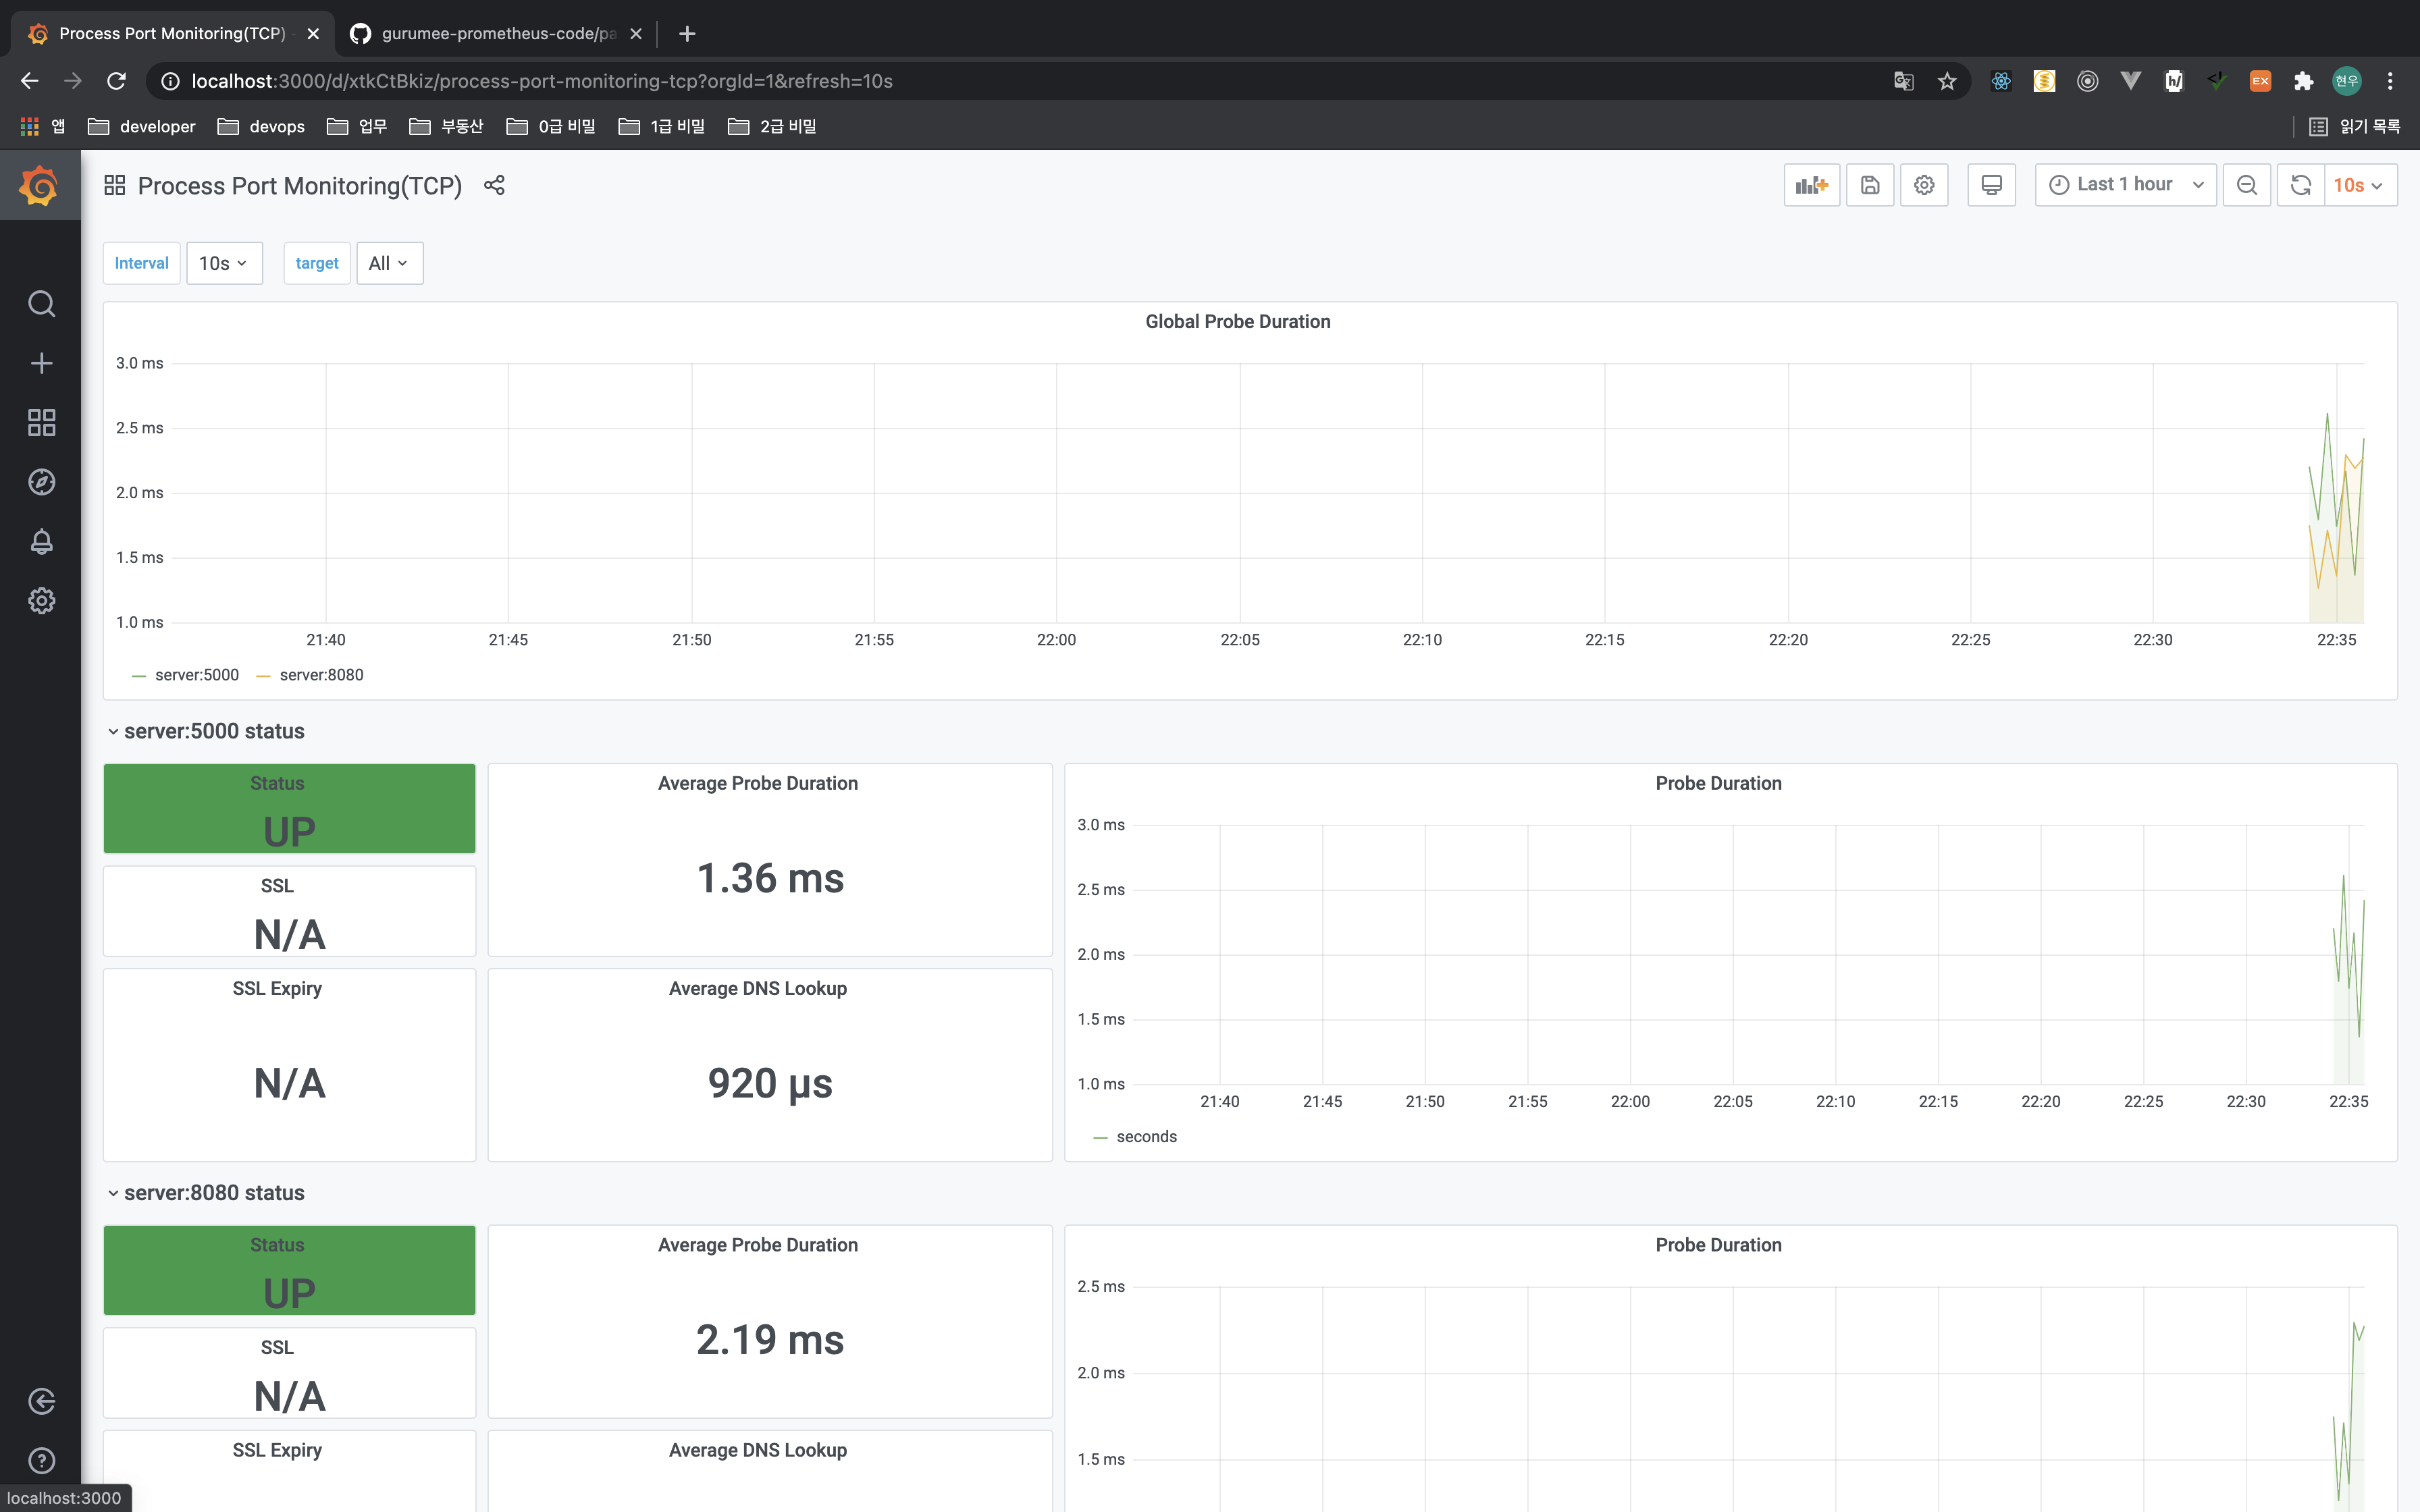 Process Port Monitoring(TCP) -
gurumee-prometheus-code/pa
localhost:3000/d/xtkCtBkiz/process-port-monitoring-tcp?orgId=1&refresh=10s
EX
현우
앱
developer
devops
업무
부동산
0급 비밀
1급 비밀
2급 비밀
읽기 목록
Process Port Monitoring(TCP)
Last 1 hour
10s
Interval
10s
target
All
Global Probe Duration
3.0 ms
2.5 ms
2.0 ms
1.5 ms
1.0 ms
21:40 21:45 21:50 21:55 22:00 22:05 22:10 22:15 22:20 22:25 22:30 22:35
server:5000 server:8080
server:5000 status
Status
UP
SSL
N/A
SSL Expiry
N/A
Average Probe Duration
1.36 ms
Average DNS Lookup
920 µs
Probe Duration
3.0 ms
2.5 ms
2.0 ms
1.5 ms
1.0 ms
21:40 21:45 21:50 21:55 22:00 22:05 22:10 22:15 22:20 22:25 22:30 22:35
seconds
server:8080 status
Status
UP
SSL
N/A
SSL Expiry
Average Probe Duration
2.19 ms
Average DNS Lookup
Probe Duration
2.5 ms
2.0 ms
1.5 ms
localhost:3000